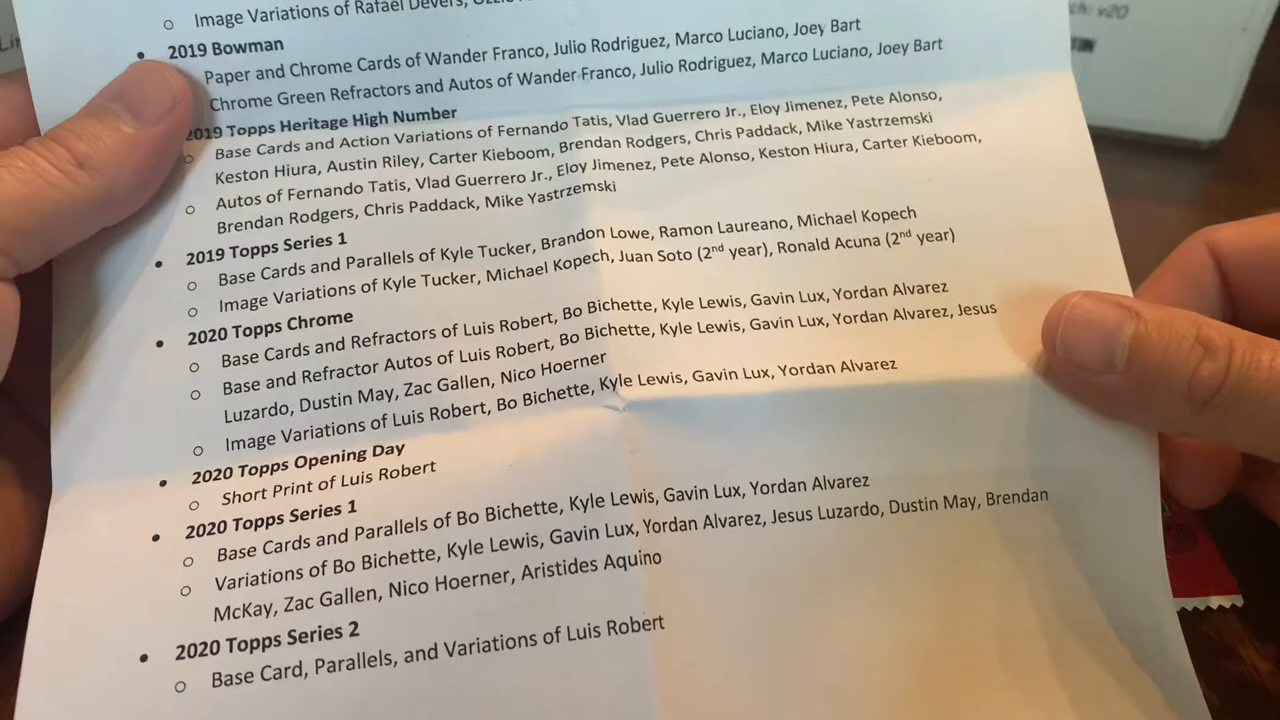 Image Variations of Rafael Devers,
2019 Bowman
Paper and Chrome Cards of Wander Franco, Julio Rodriguez, Marco Luciano, Joey Bart
Chrome Green Refractors and Autos of Wander Franco, Julio Rodriguez, Marco Luciano, Joey Bart
2019 Topps Heritage High Number
Base Cards and Action Variations of Fernando Tatis, Vlad Guerrero Jr., Eloy Jimenez, Pete Alonso,
Keston Hiura, Austin Riley, Carter Kieboom, Brendan Rodgers, Chris Paddack, Mike Yastrzemski
Autos of Fernando Tatis, Vlad Guerrero Jr., Eloy Jimenez, Pete Alonso, Keston Hiura, Carter Kieboom,
Brendan Rodgers, Chris Paddack, Mike Yastrzemski
2019 Topps Series 1
Base Cards and Parallels of Kyle Tucker, Brandon Lowe, Ramon Laureano, Michael Kopech
Image Variations of Kyle Tucker, Michael Kopech, Juan Soto (2nd year), Ronald Acuna (2nd year)
2020 Topps Chrome
Base Cards and Refractors of Luis Robert, Bo Bichette, Kyle Lewis, Gavin Lux, Yordan Alvarez
Base and Refractor Autos of Luis Robert, Bo Bichette, Kyle Lewis, Gavin Lux, Yordan Alvarez, Jesus
Luzardo, Dustin May, Zac Gallen, Nico Hoerner
Image Variations of Luis Robert, Bo Bichette, Kyle Lewis, Gavin Lux, Yordan Alvarez
2020 Topps Opening Day
Short Print of Luis Robert
2020 Topps Series 1
Base Cards and Parallels of Bo Bichette, Kyle Lewis, Gavin Lux, Yordan Alvarez
Variations of Bo Bichette, Kyle Lewis, Gavin Lux, Yordan Alvarez, Jesus Luzardo, Dustin May, Brendan
McKay, Zac Gallen, Nico Hoerner, Aristides Aquino
2020 Topps Series 2
Base Card, Parallels, and Variations of Luis Robert